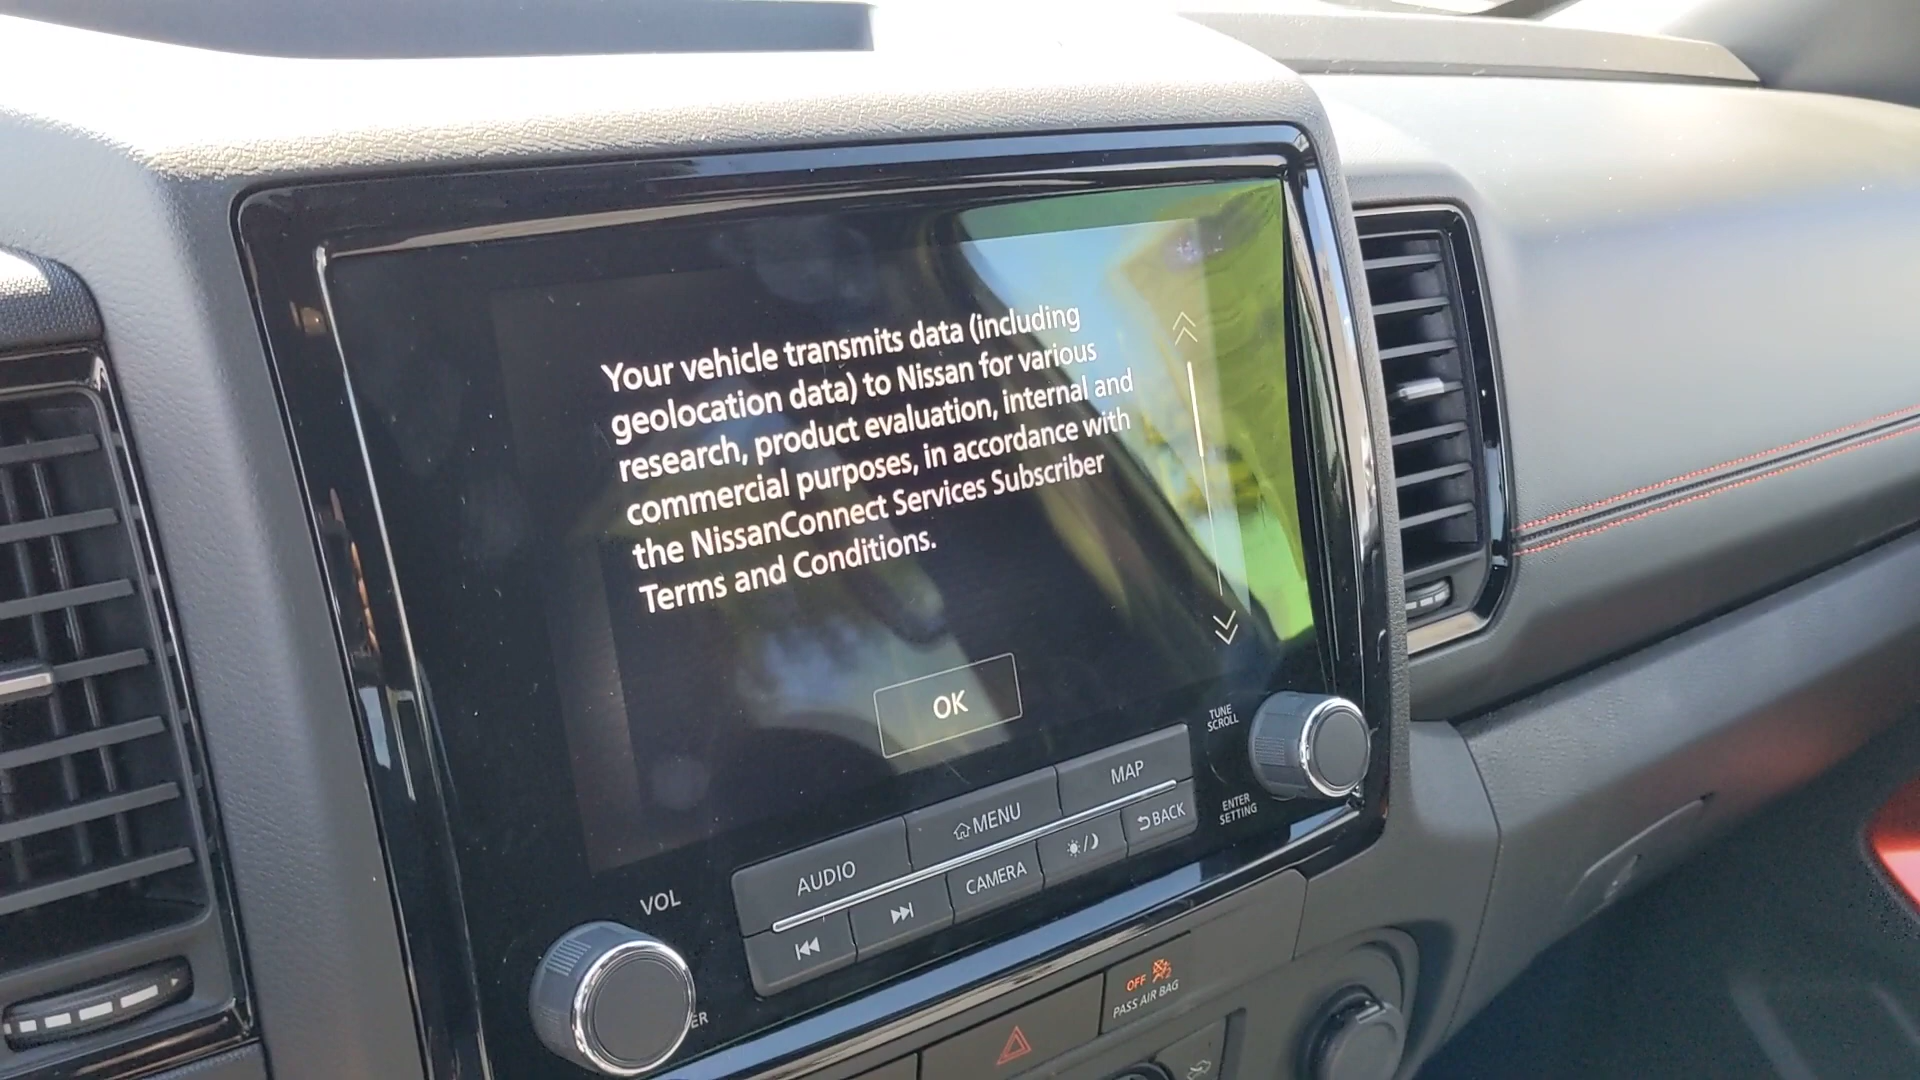 Your vehicle transmits data (including
geolocation data) to Nissan for various
research, product evaluation, internal and
commercial purposes, in accordance with
the NissanConnect Services Subscriber
Terms and Conditions.
OK
TUNE
SCROLL
MAP
MENU
AUDIO
ENTER
SETTING
BACK
CAMERA
VOL
ER
OFF
PASS AIR BAG